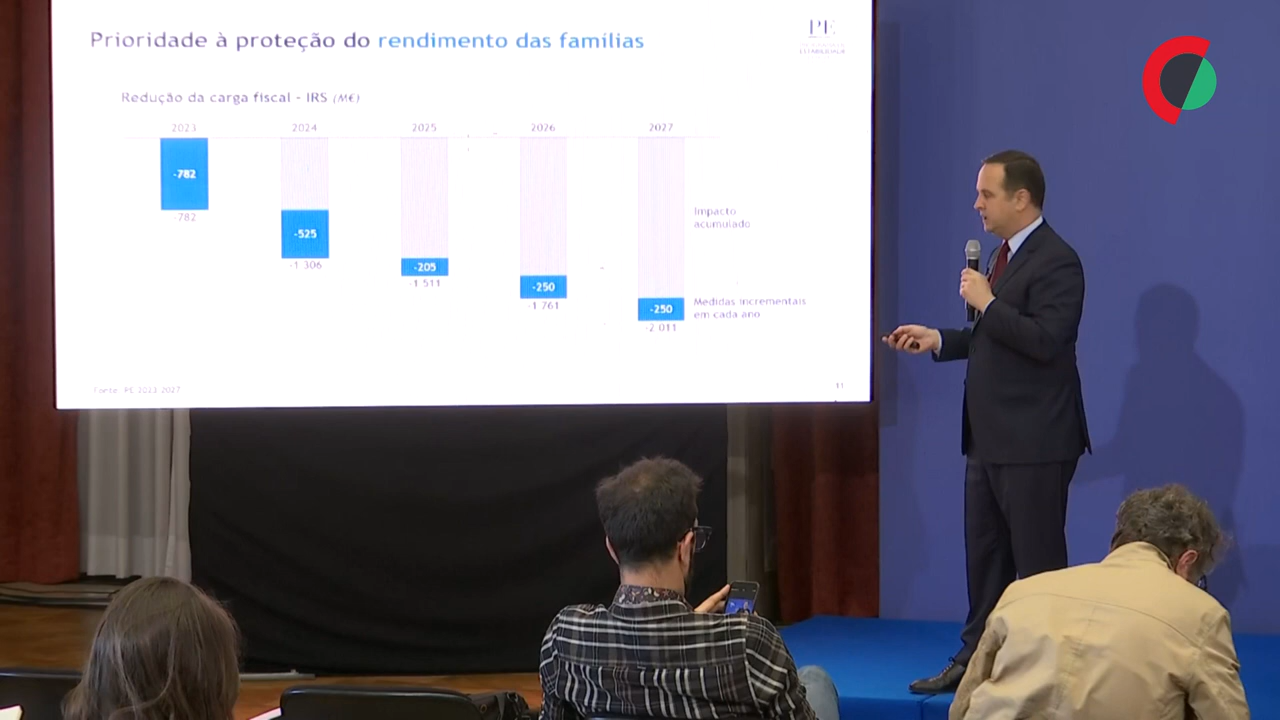 Prioridade à proteção do rendimento das famílias
PE
ESTABILIDADE
Redução da carga fiscal - IRS (M€)
2023 2024 2025 2026 2027
-782
-782
-525
-1 306
-205
-1 511
-250
-1 761
-250
-2 011
Impacto
acumulado
Medidas incrementais
em cada ano
Fonte: PE 2023-2027
11